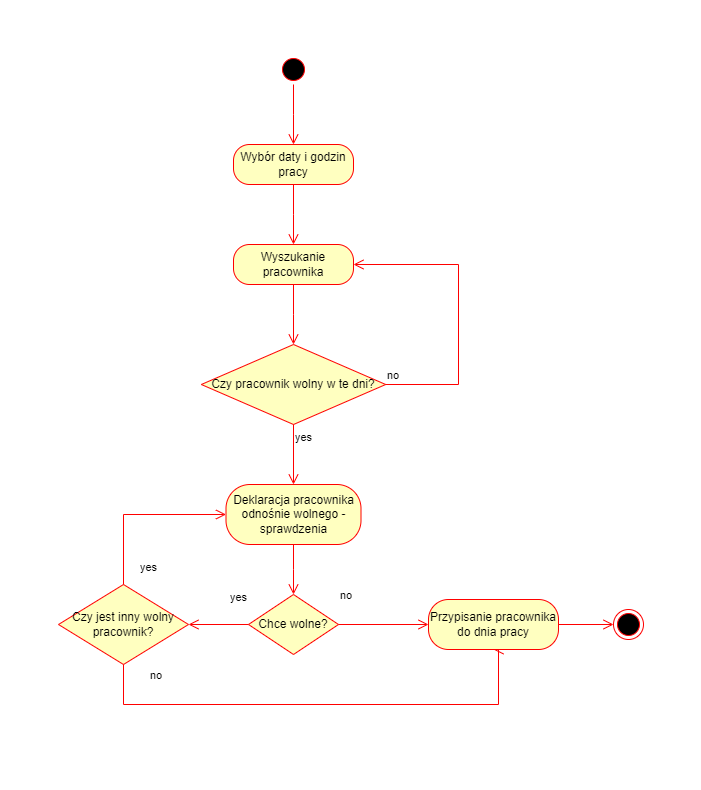 Wybór daty i godzin
pracy
Wyszukanie
pracownika
Czy pracownik wolny w te dni?
no
yes
Deklaracja pracownika
odnośnie wolnego -
sprawdzenia
yes
Czy jest inny wolny
pracownik?
yes
Chce wolne?
no
Przypisanie pracownika
do dnia pracy
no